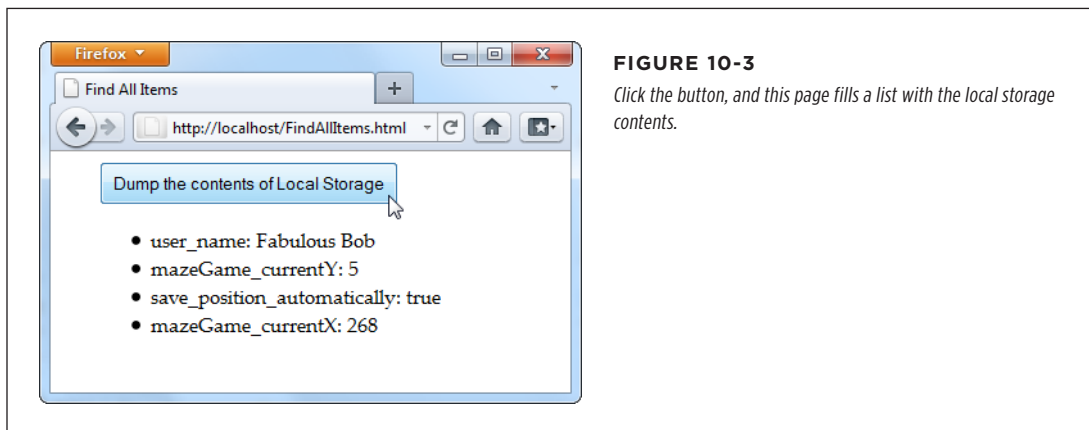 Firefox
Find All Items
http://localhost/FindAllItems.html
Dump the contents of Local Storage
• user_name: Fabulous Bob
• mazeGame_currentY: 5
• save_position_automatically: true
• mazeGame_currentX: 268
FIGURE 10-3
Click the button, and this page fills a list with the local storage
contents.